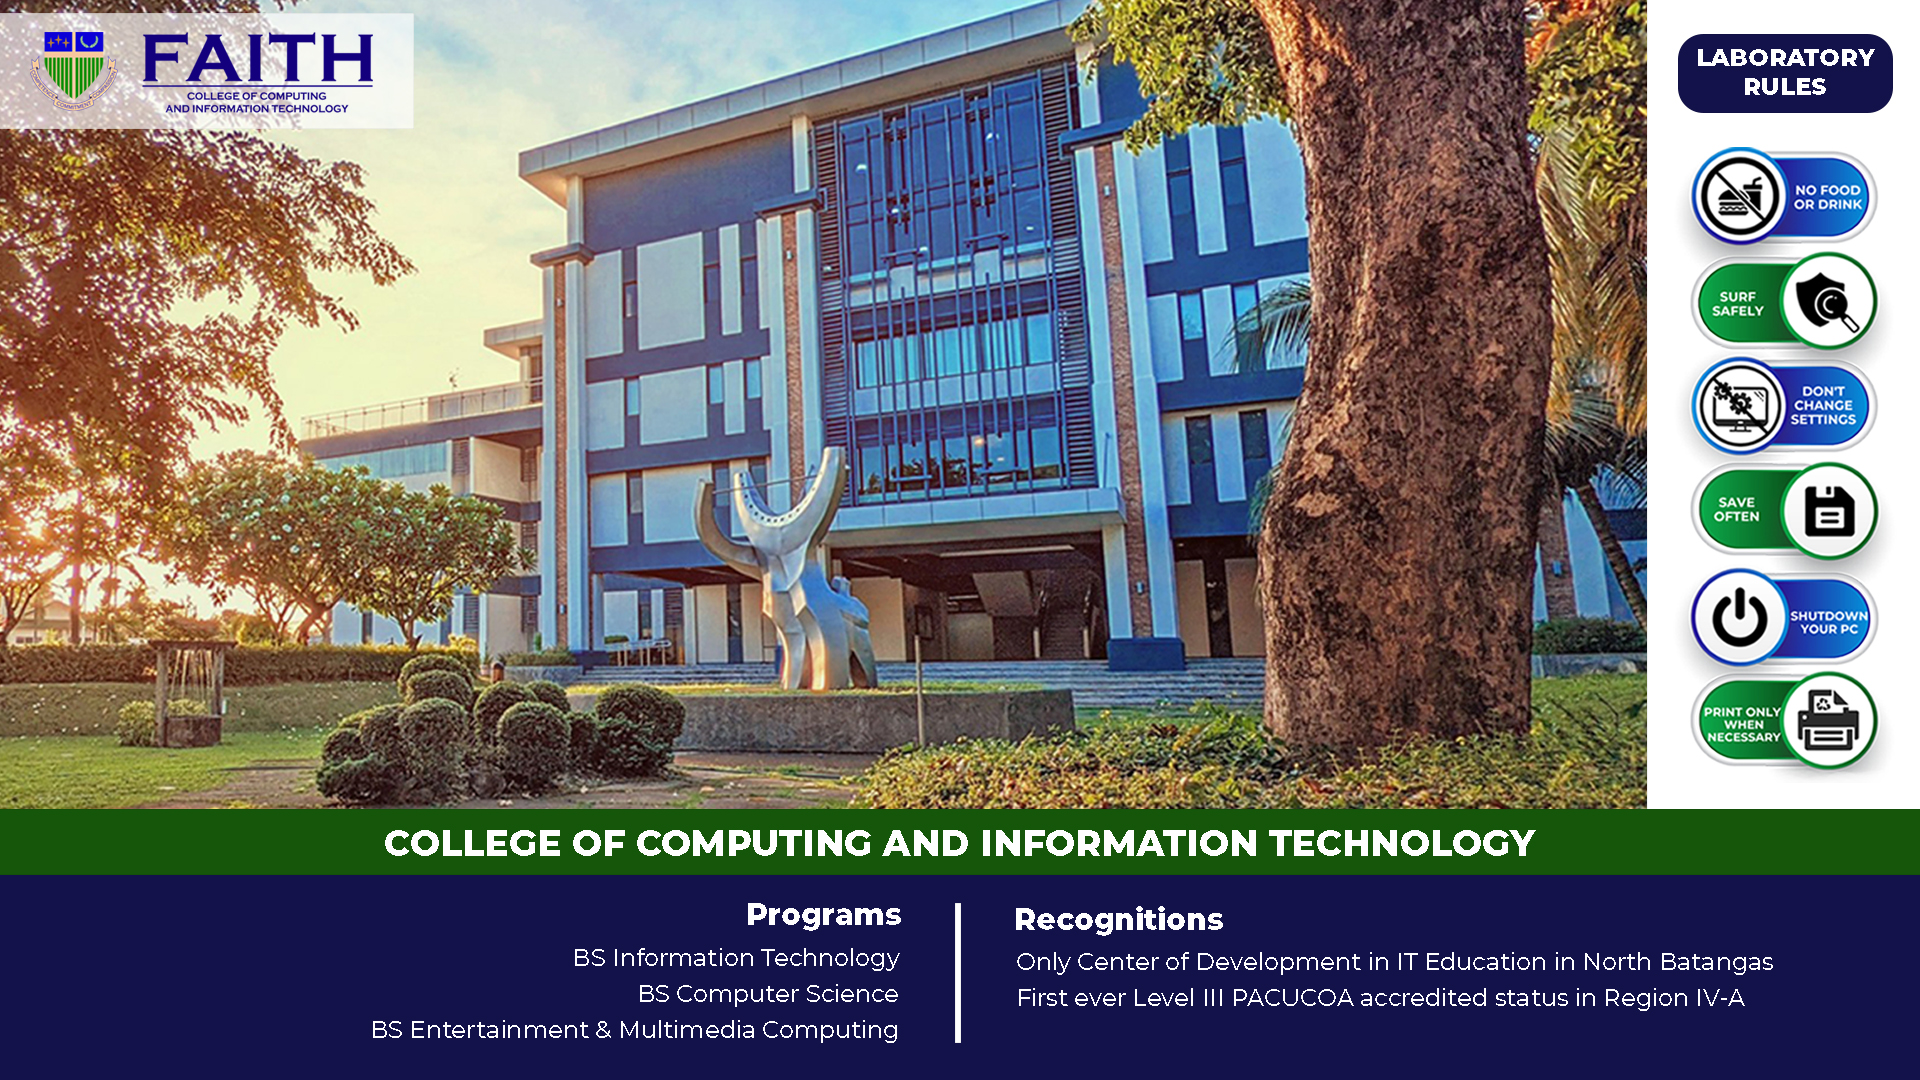 FAITH
COLLEGE OF COMPUTING
AND INFORMATION TECHNOLOGY
LABORATORY
RULES
NO FOOD
OR DRINK
SURF
SAFELY
DON'T
CHANGE
SETTINGS
SAVE
OFTEN
SHUTDOWN
YOUR PC
PRINT ONLY
WHEN
NECESSARY
COLLEGE OF COMPUTING AND INFORMATION TECHNOLOGY
Programs
BS Information Technology
BS Computer Science
BS Entertainment & Multimedia Computing
Recognitions
Only Center of Development in IT Education in North Batangas
First ever Level III PACUCOA accredited status in Region IV-A